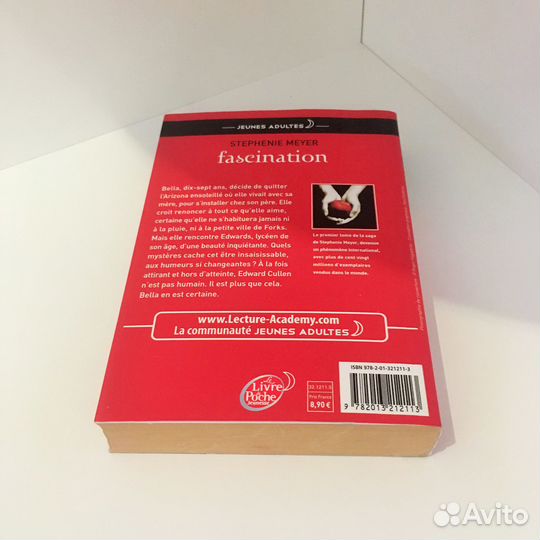 JEUNES ADULTES
STEPHENIE MEYER
fascination
Bella, dix-sept ans, décide de quitter
l'Arizona ensoleillé où elle vivait avec sa
mère, pour s'installer chez son père. Elle
croit renoncer à tout ce qu'elle aime,
certaine qu'elle ne s'habituera jamais ni
à la pluie, ni à la petite ville de Forks.
Mais elle rencontre Edwards, lycéen de
son âge, d'une beauté inquiétante. Quels
mystères cache cet être insaisissable,
aux humeurs si changeantes ? À la fois
attirant et hors d'atteinte, Edward Cullen
n'est pas humain. Il est plus que cela.
Bella en est certaine.
Le premier tome de la saga
de Stephenie Meyer, devenue
un phénomène international,
avec plus de cent vingt
millions d'exemplaires
vendus dans le monde.
www.Lecture-Academy.com
La communauté JEUNES ADULTES
Le
Livre
de
Poche
Jeunesse
32.1211.3
Prix France
8,90 €
ISBN 978-2-01-321211-3
9 782013 212113
Avito